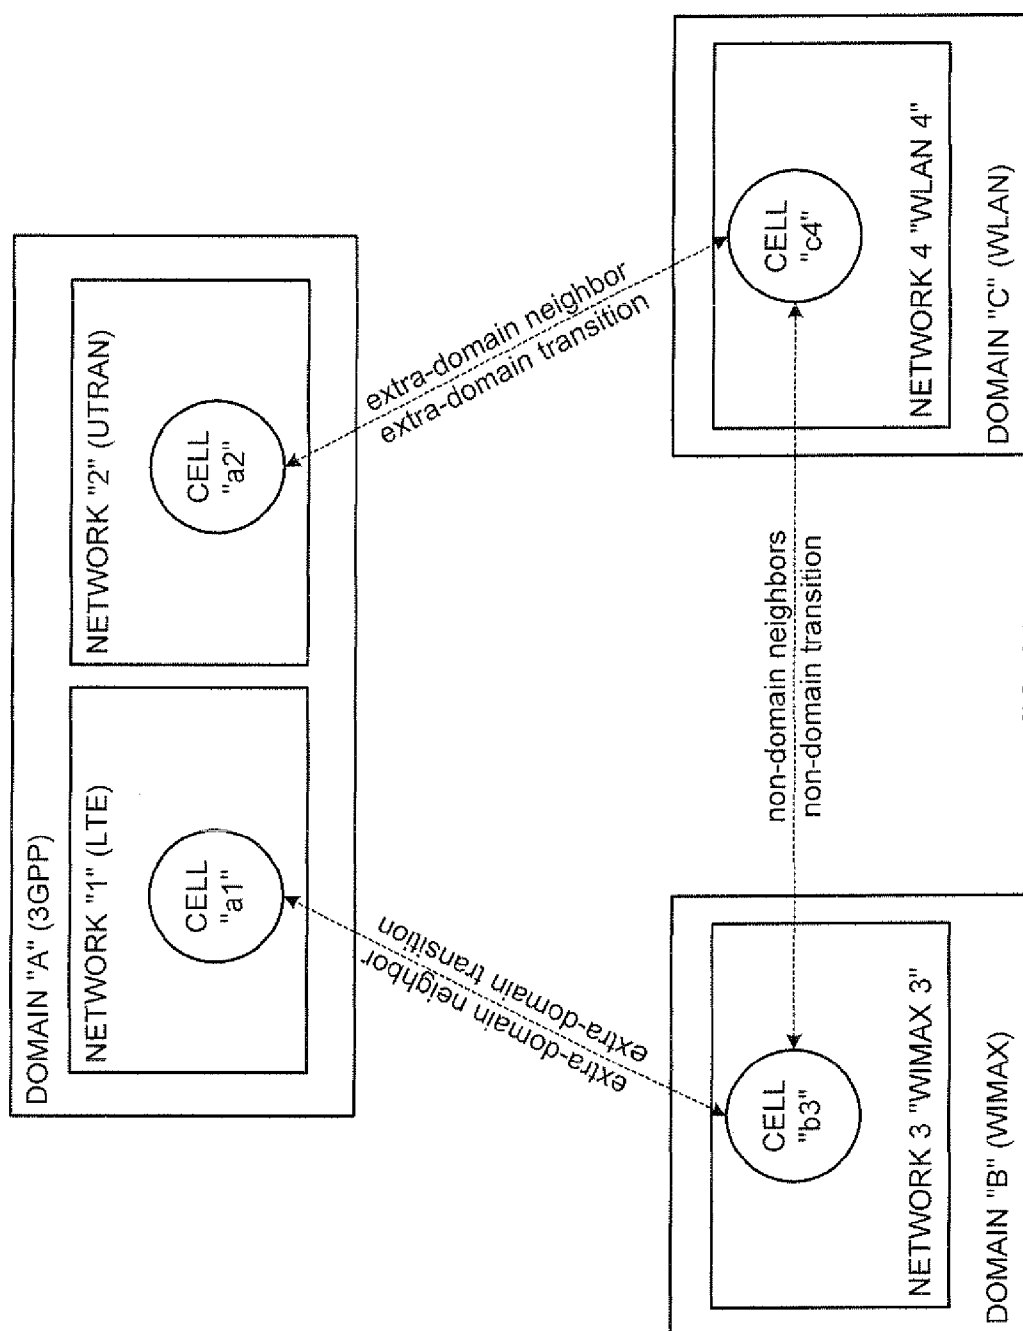 DOMAIN "A" (3GPP)
NETWORK "1" (LTE)
CELL
"a1"
NETWORK "2" (UTRAN)
CELL
"a2"
extra-domain transition
extra-domain neighbor
extra-domain neighbor
extra-domain transition
non-domain neighbors
non-domain transition
CELL
"b3"
NETWORK 3 "WIMAX 3"
DOMAIN "B" (WIMAX)
CELL
"c4"
NETWORK 4 "WLAN 4"
DOMAIN "C" (WLAN)